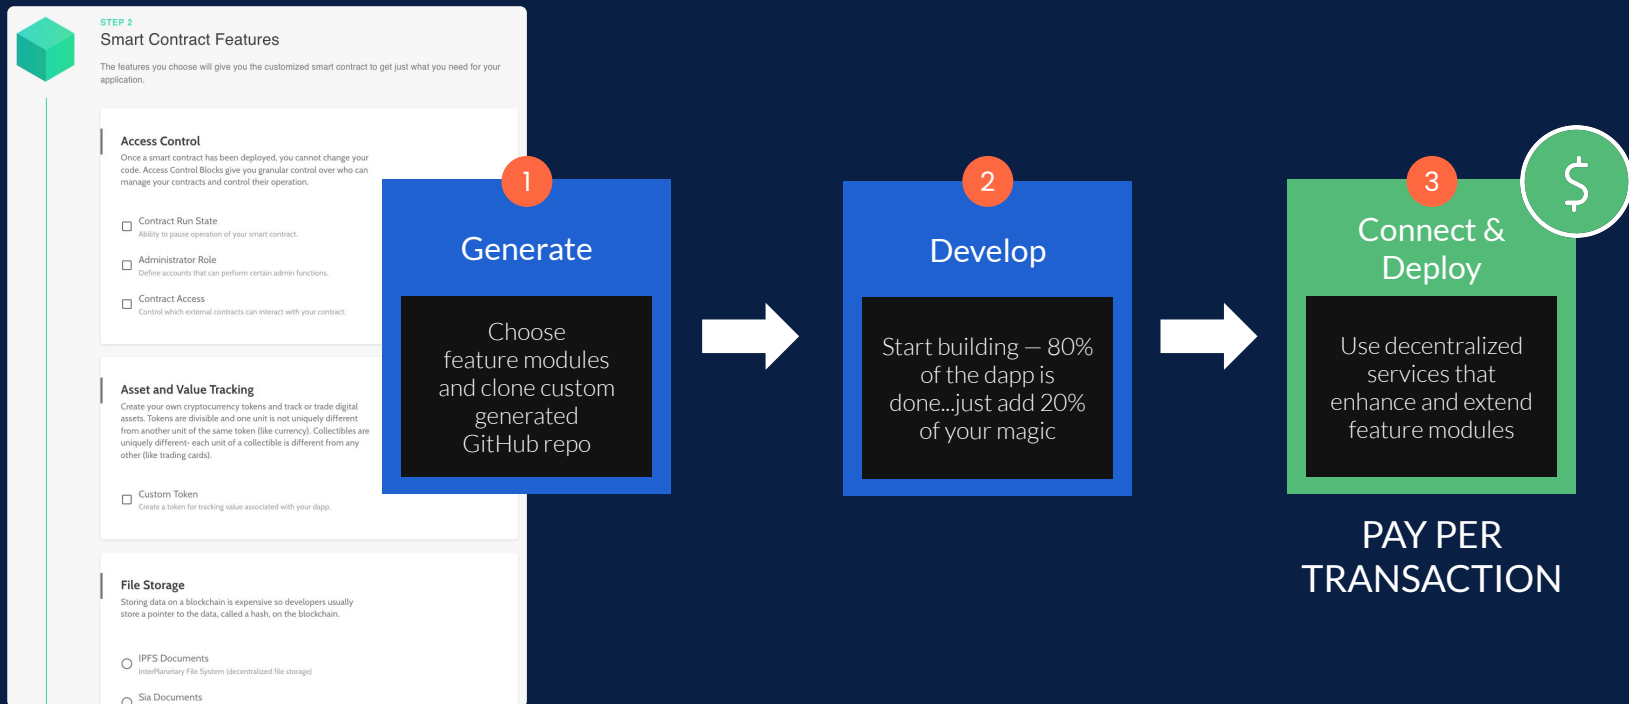 STEP 2
Smart Contract Features
The features you choose will give you the customized smart contract to get just what you need for your
application.
Access Control
Once a smart contract has been deployed, you cannot change your
code. Access Control Blocks give you granular control over who can
manage your contracts and control their operation.
Contract Run State
Ability to pause operation of your smart contract.
Administrator Role
Define accounts that can perform certain admin functions.
Contract Access
Control which external contracts can interact with your contract.
Asset and Value Tracking
Create your own cryptocurrency tokens and track or trade digital
assets. Tokens are divisible and one unit is not uniquely different
from another unit of the same token (like currency). Collectibles are
uniquely different- each unit of a collectible is different from any
other (like trading cards).
Custom Token
Create a token for tracking value associated with your dapp.
File Storage
Storing data on a blockchain is expensive so developers usually
store a pointer to the data, called a hash, on the blockchain.
IPFS Documents
InterPlanetary File System (decentralized file storage)
Sia Documents
1
Generate
Choose
feature modules
and clone custom
generated
GitHub repo
2
Develop
Start building — 80%
of the dapp is
done...just add 20%
of your magic
3
$
Connect &
Deploy
Use decentralized
services that
enhance and extend
feature modules
PAY PER
TRANSACTION